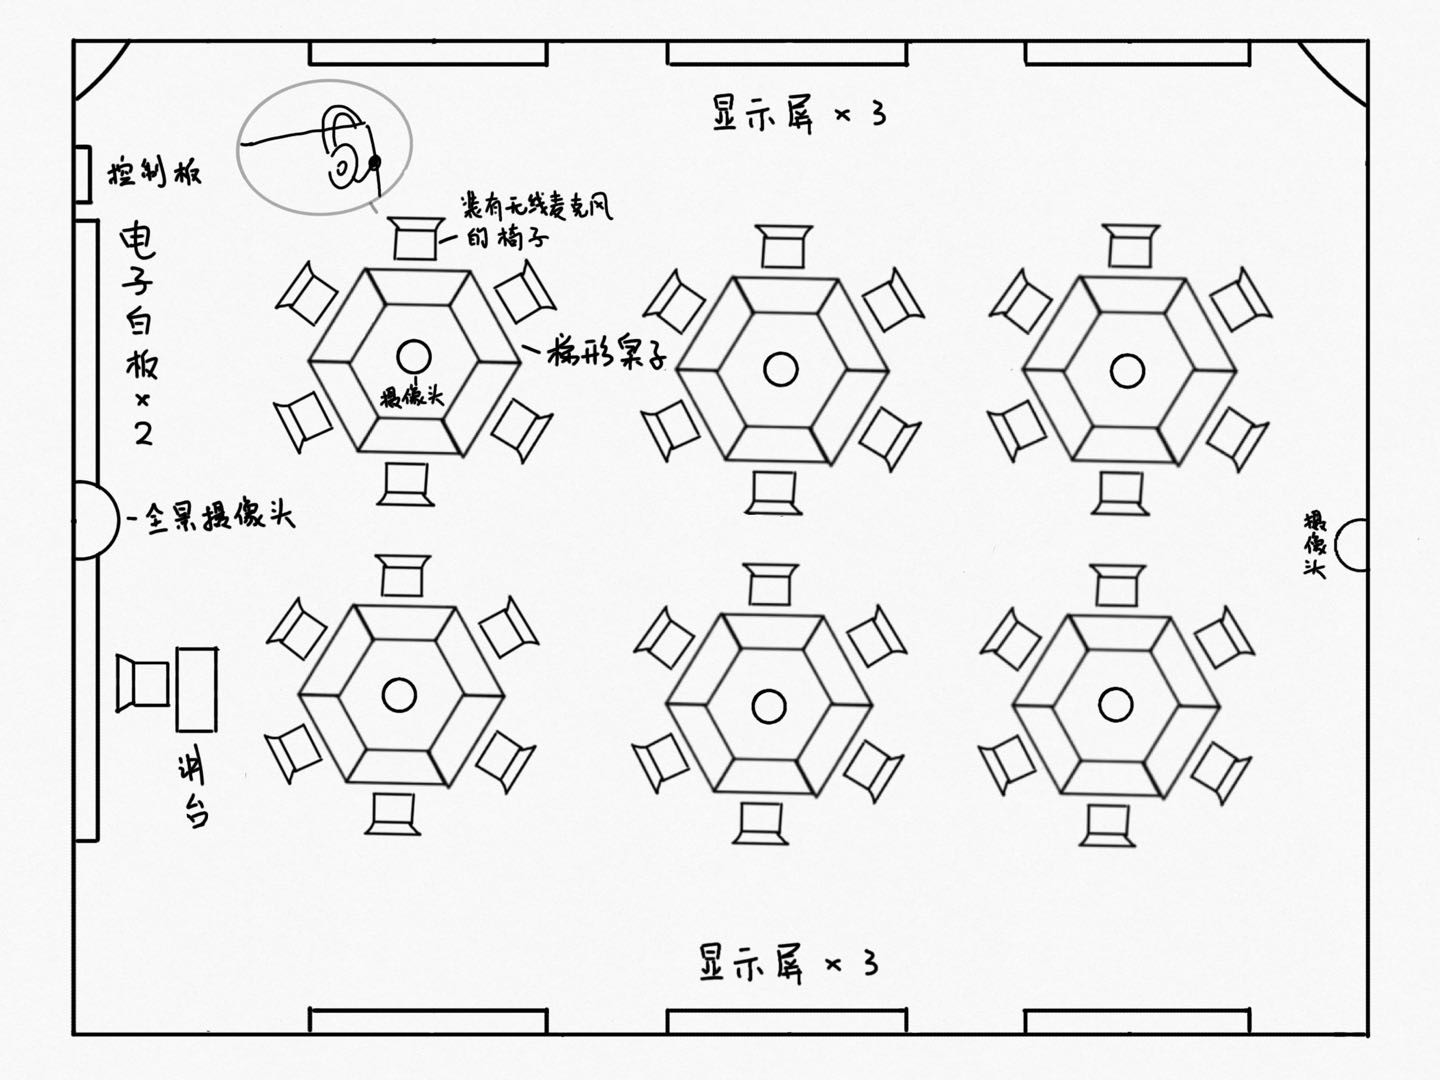 显示屏 × 3
控制板
装有无线麦克风
的椅子
电子白板 × 2
梯形桌子
摄像头
全景摄像头
摄像头
讲台
显示屏 × 3